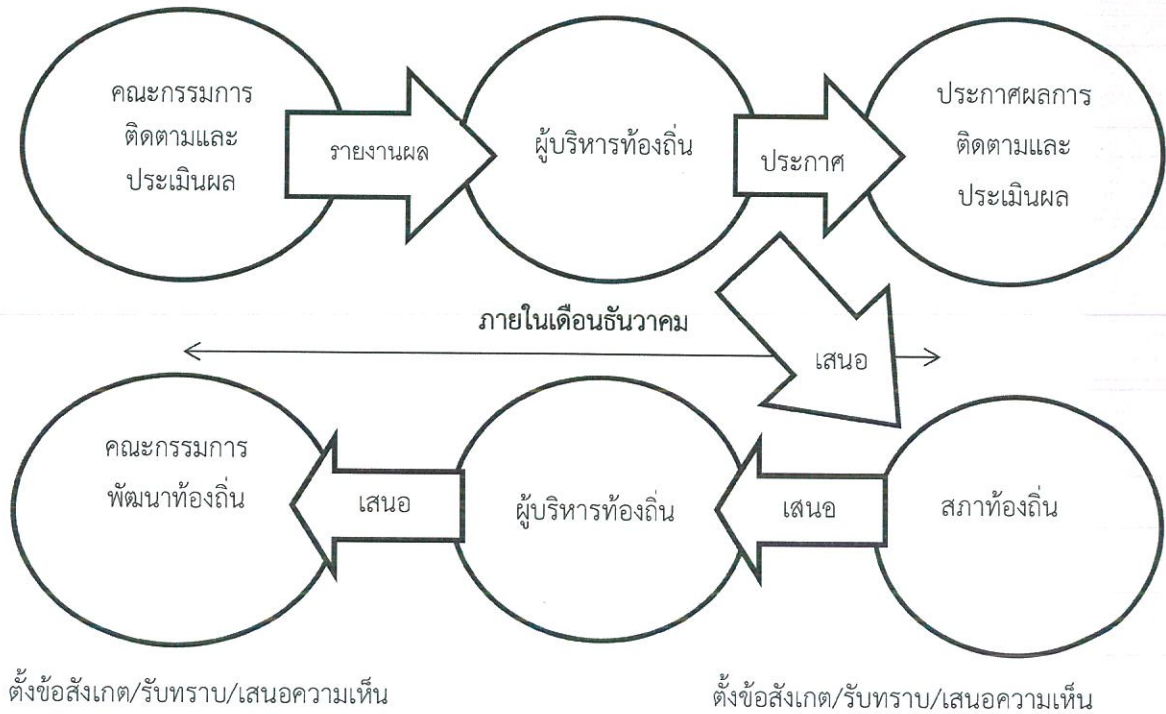 คณะกรรมการ
ติดตามและ
ประเมินผล
รายงานผล
ผู้บริหารท้องถิ่น
ประกาศ
ประกาศผลการ
ติดตามและ
ประเมินผล
ภายในเดือนธันวาคม
เสนอ
คณะกรรมการ
พัฒนาท้องถิ่น
เสนอ
ผู้บริหารท้องถิ่น
เสนอ
สภาท้องถิ่น
ตั้งข้อสังเกต/รับทราบ/เสนอความเห็น
ตั้งข้อสังเกต/รับทราบ/เสนอความเห็น